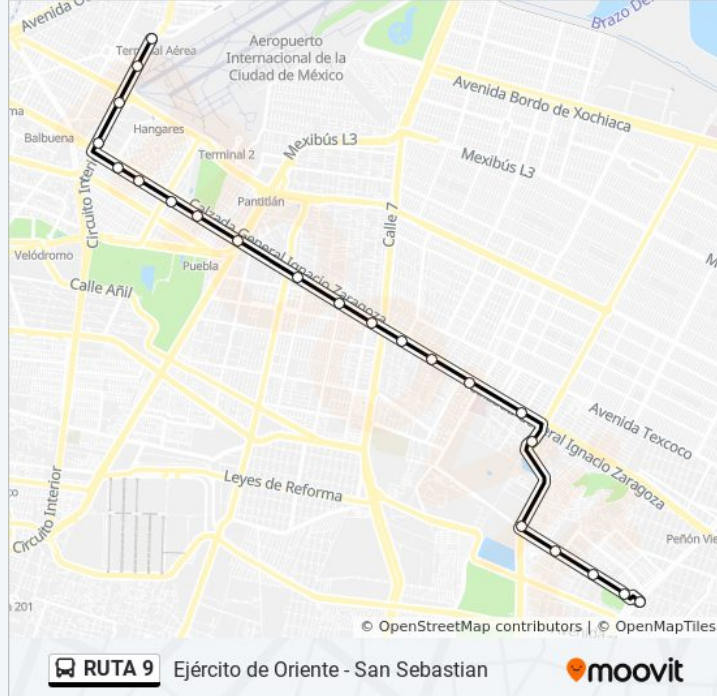 Avenida O
Brazo De
Terminal Aérea
Aeropuerto
Internacional de la
Ciudad de México
Avenida Bordo de Xochiaca
Hangares
Balbuena
Mexibús L3
Terminal 2
Mexibús L3
Pantitlán
Circuito Interi
Calle 7
Calzada General Ignacio Zaragoza
Velódromo
Puebla
Calle Añil
Avenida Texcoco
eral Ignacio Zaragoza
Leyes de Reforma
Circuito Interior
Peñón Vie
a 201
© OpenStreetMap contributors | © OpenMapTiles
RUTA 9
Ejército de Oriente - San Sebastian
moovit